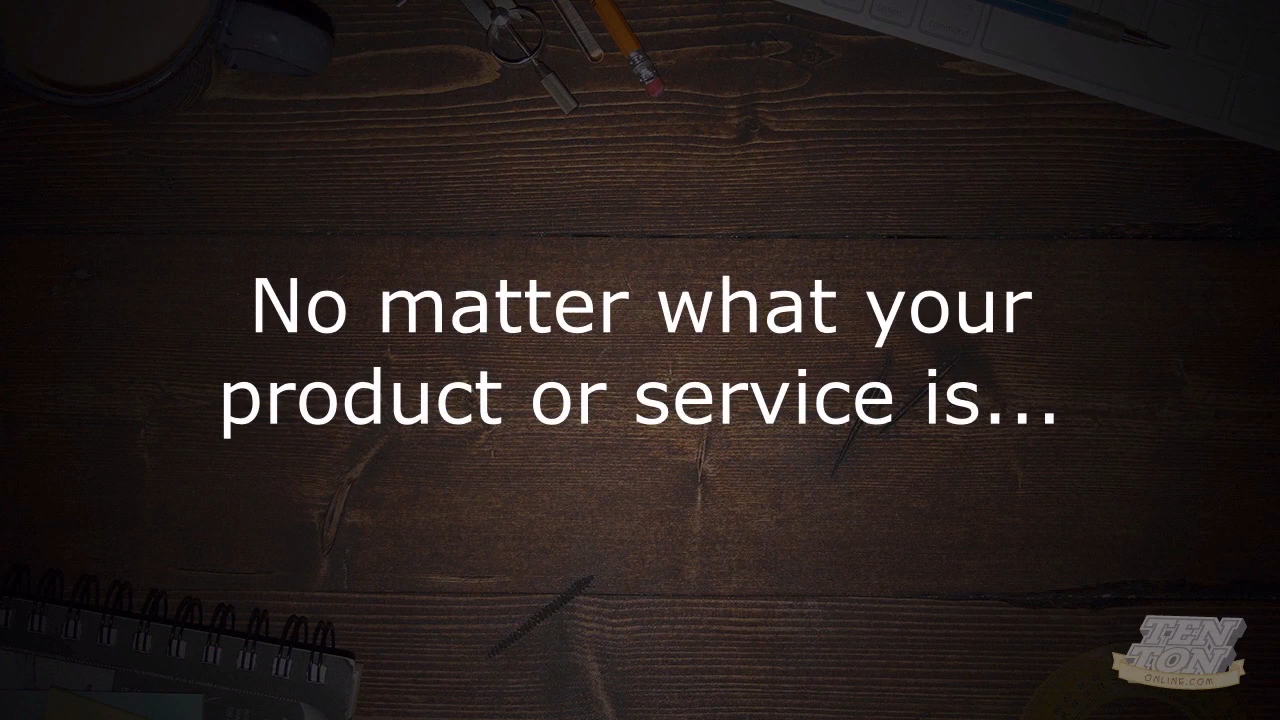 No matter what your
product or service is...
TEN
TON
ONLINE.COM